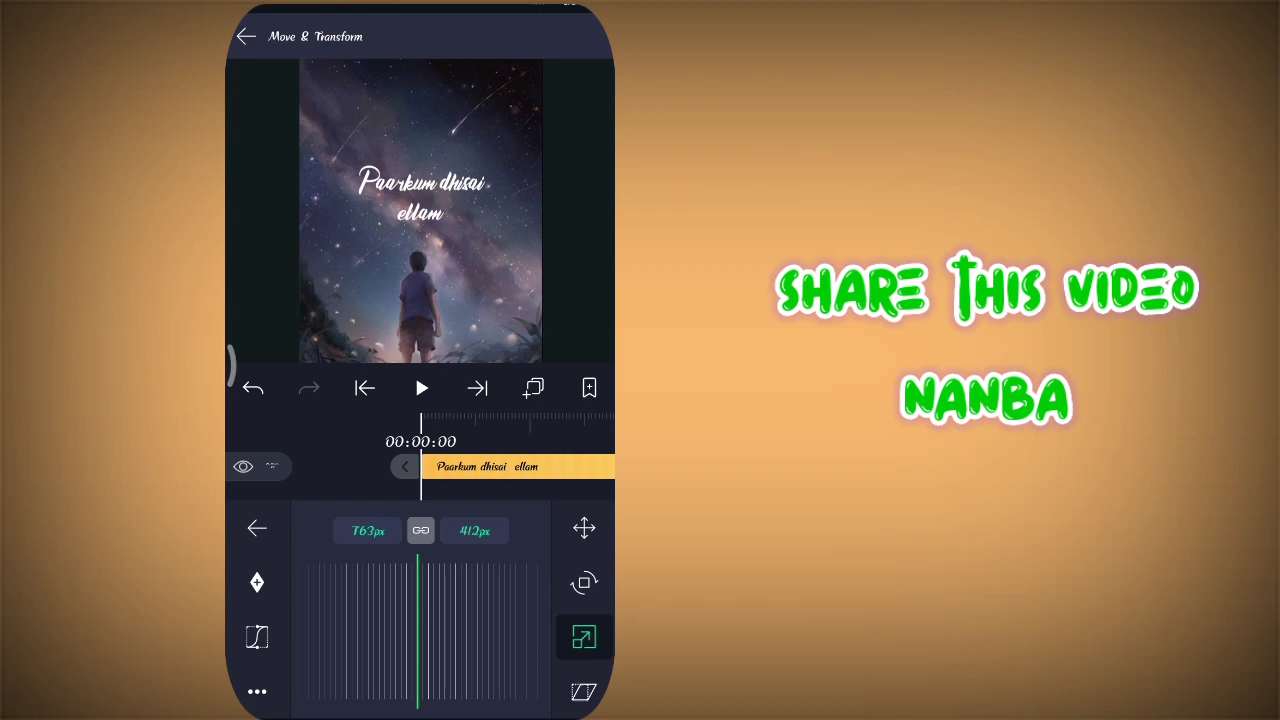 Move & Transform
Paarkum dhisai
ellam
SHARE THIS VIDEO
NANBA
00:00:00
Paarkum dhisai ellam
763px
412px